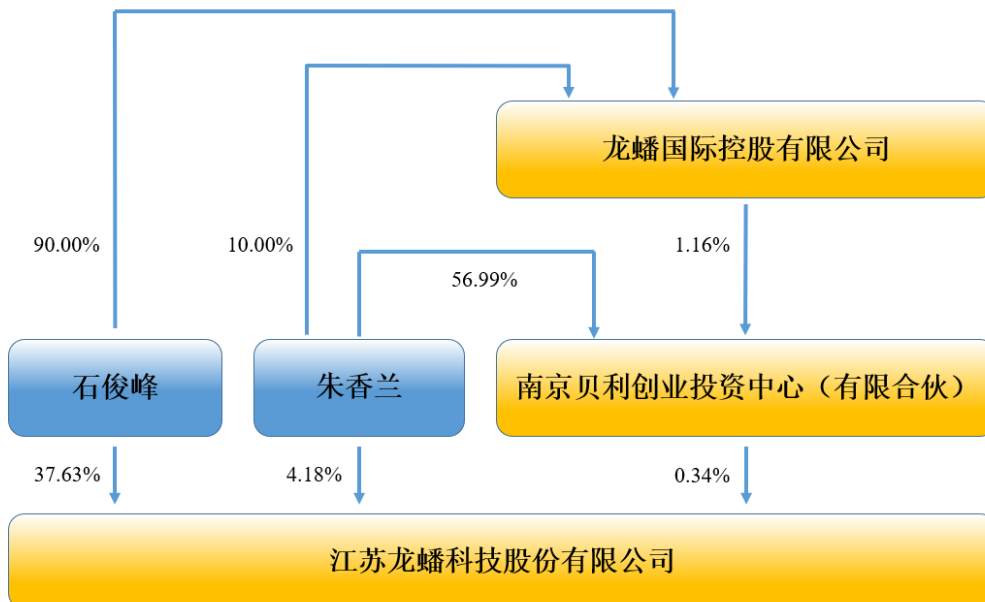 龙蟠国际控股有限公司
90.00%
10.00%
1.16%
56.99%
石俊峰
朱香兰
南京贝利创业投资中心（有限合伙）
37.63%
4.18%
0.34%
江苏龙蟠科技股份有限公司